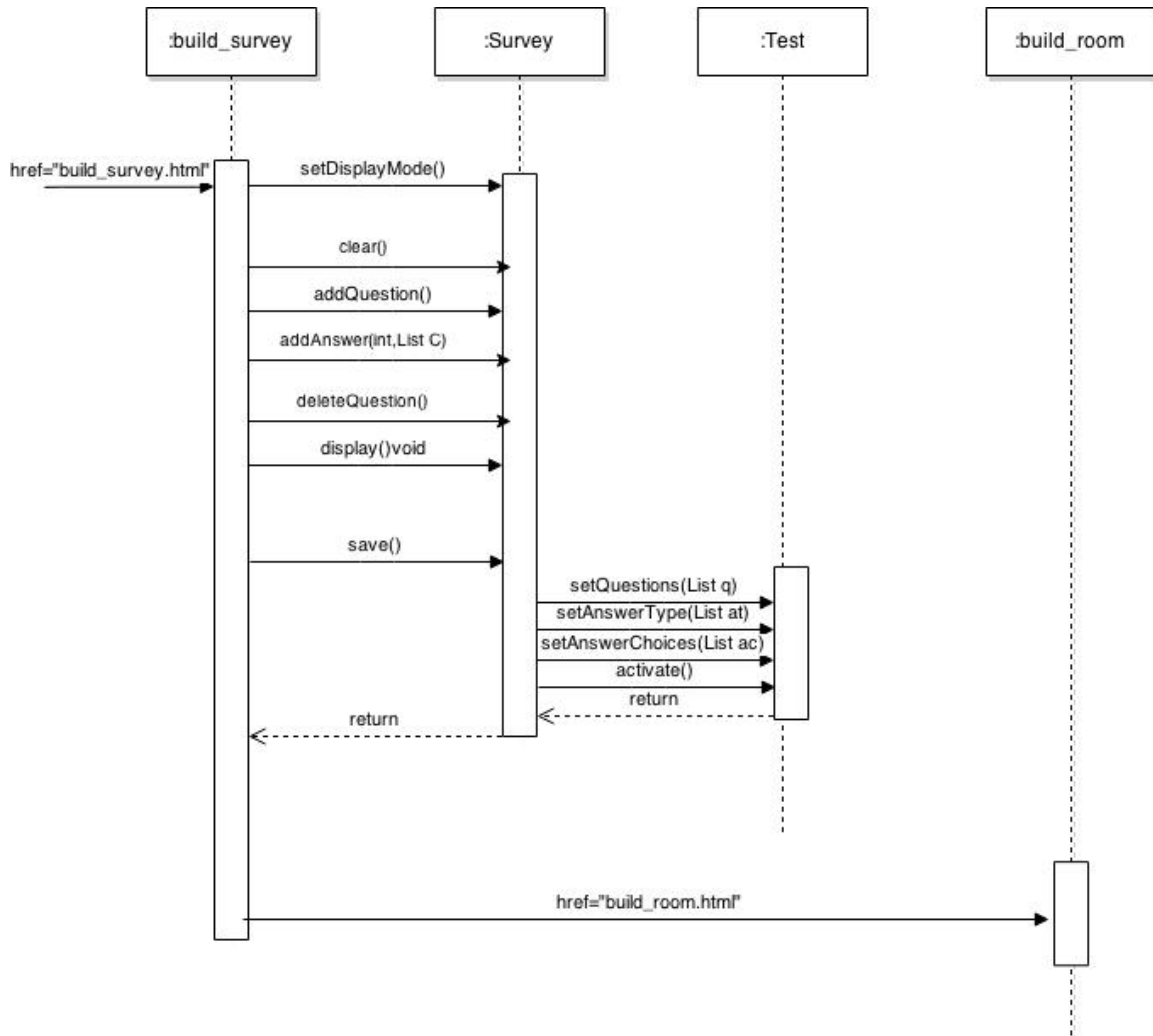 :build_survey
:Survey
:Test
:build_room
href="build_survey.html"
setDisplayMode()
clear()
addQuestion()
addAnswer(int,List C)
deleteQuestion()
display()void
save()
setQuestions(List q)
setAnswerType(List at)
setAnswerChoices(List ac)
activate()
return
return
href="build_room.html"